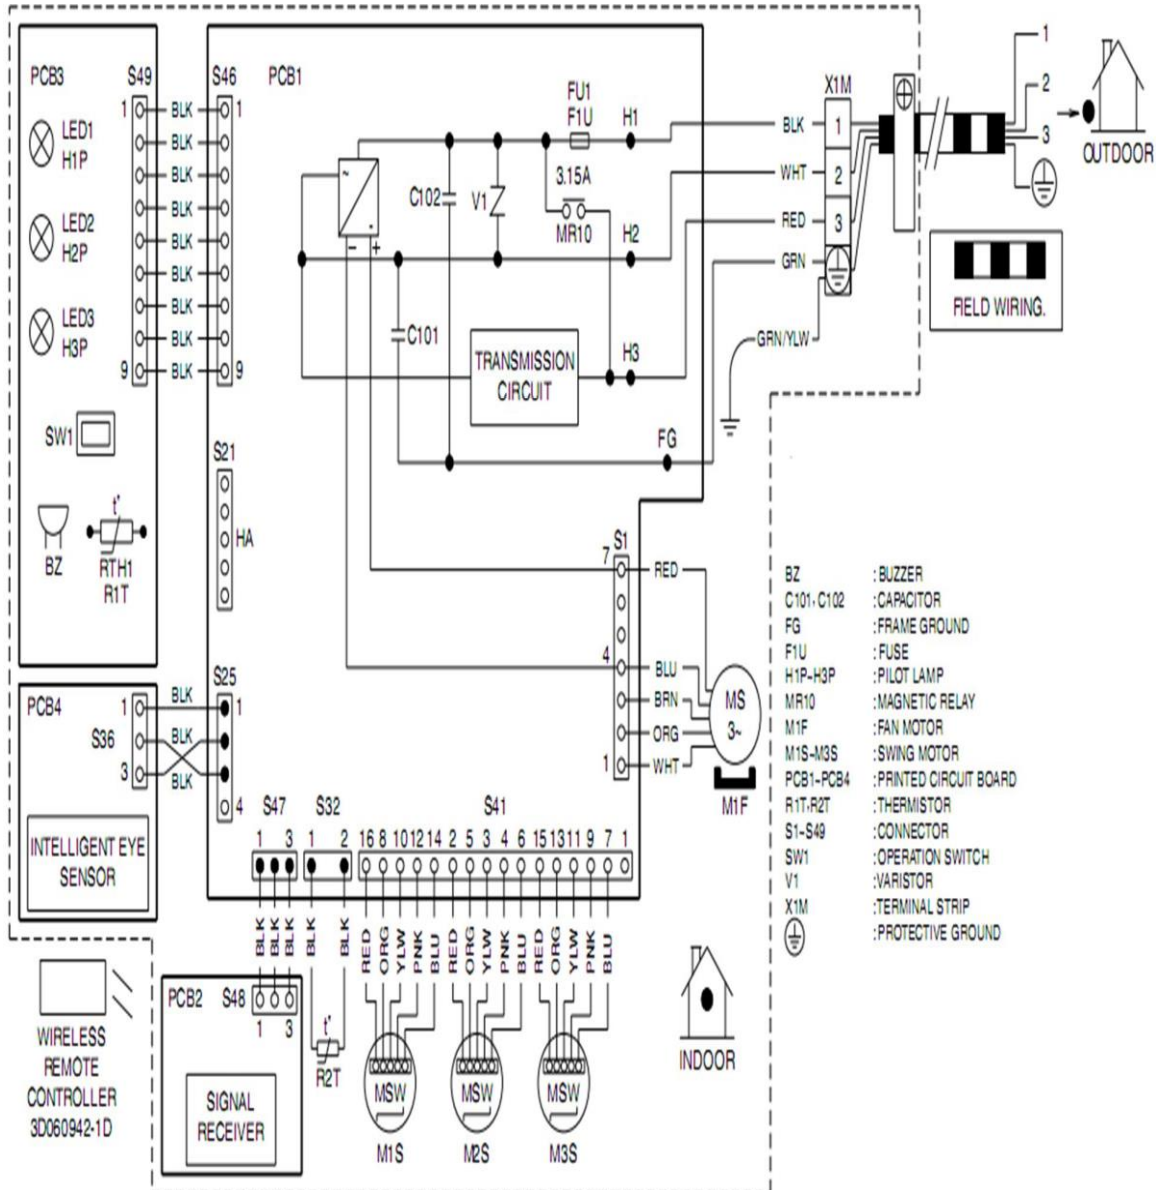 PCB3
S49
S46
PCB1
1
BLK
1
BLK
BLK
BLK
BLK
BLK
BLK
BLK
9
BLK
9
LED1
H1P
LED2
H2P
LED3
H3P
SW1
BZ
t°
RTH1
R1T
S21
HA
FU1
F1U
3.15A
MR10
H1
H2
H3
C102
V1
~
- +
C101
TRANSMISSION
CIRCUIT
FG
BLK
WHT
RED
GRN
GRN/YLW
X1M
1
2
3
1
2
3
OUTDOOR
FIELD WIRING.
PCB4
S36
1
3
BLK
BLK
BLK
S25
1
4
INTELLIGENT EYE
SENSOR
S1
7
4
1
RED
BLU
BRN
ORG
WHT
MS
3~
M1F
S47
1 3
S32
1 2
S41
16 8 10 12 14 2 5 3 4 6 15 13 11 9 7 1
BLK BLK BLK
BLK BLK
RED ORG YLW PNK BLU RED ORG YLW PNK BLU RED ORG YLW PNK BLU
PCB2
S48
1 3
SIGNAL
RECEIVER
t°
R2T
MSW
M1S
MSW
M2S
MSW
M3S
INDOOR
WIRELESS
REMOTE
CONTROLLER
3D060942-1D
BZ :BUZZER
C101,C102 :CAPACITOR
FG :FRAME GROUND
F1U :FUSE
H1P-H3P :PILOT LAMP
MR10 :MAGNETIC RELAY
M1F :FAN MOTOR
M1S-M3S :SWING MOTOR
PCB1-PCB4 :PRINTED CIRCUIT BOARD
R1T,R2T :THERMISTOR
S1-S49 :CONNECTOR
SW1 :OPERATION SWITCH
V1 :VARISTOR
X1M :TERMINAL STRIP
:PROTECTIVE GROUND